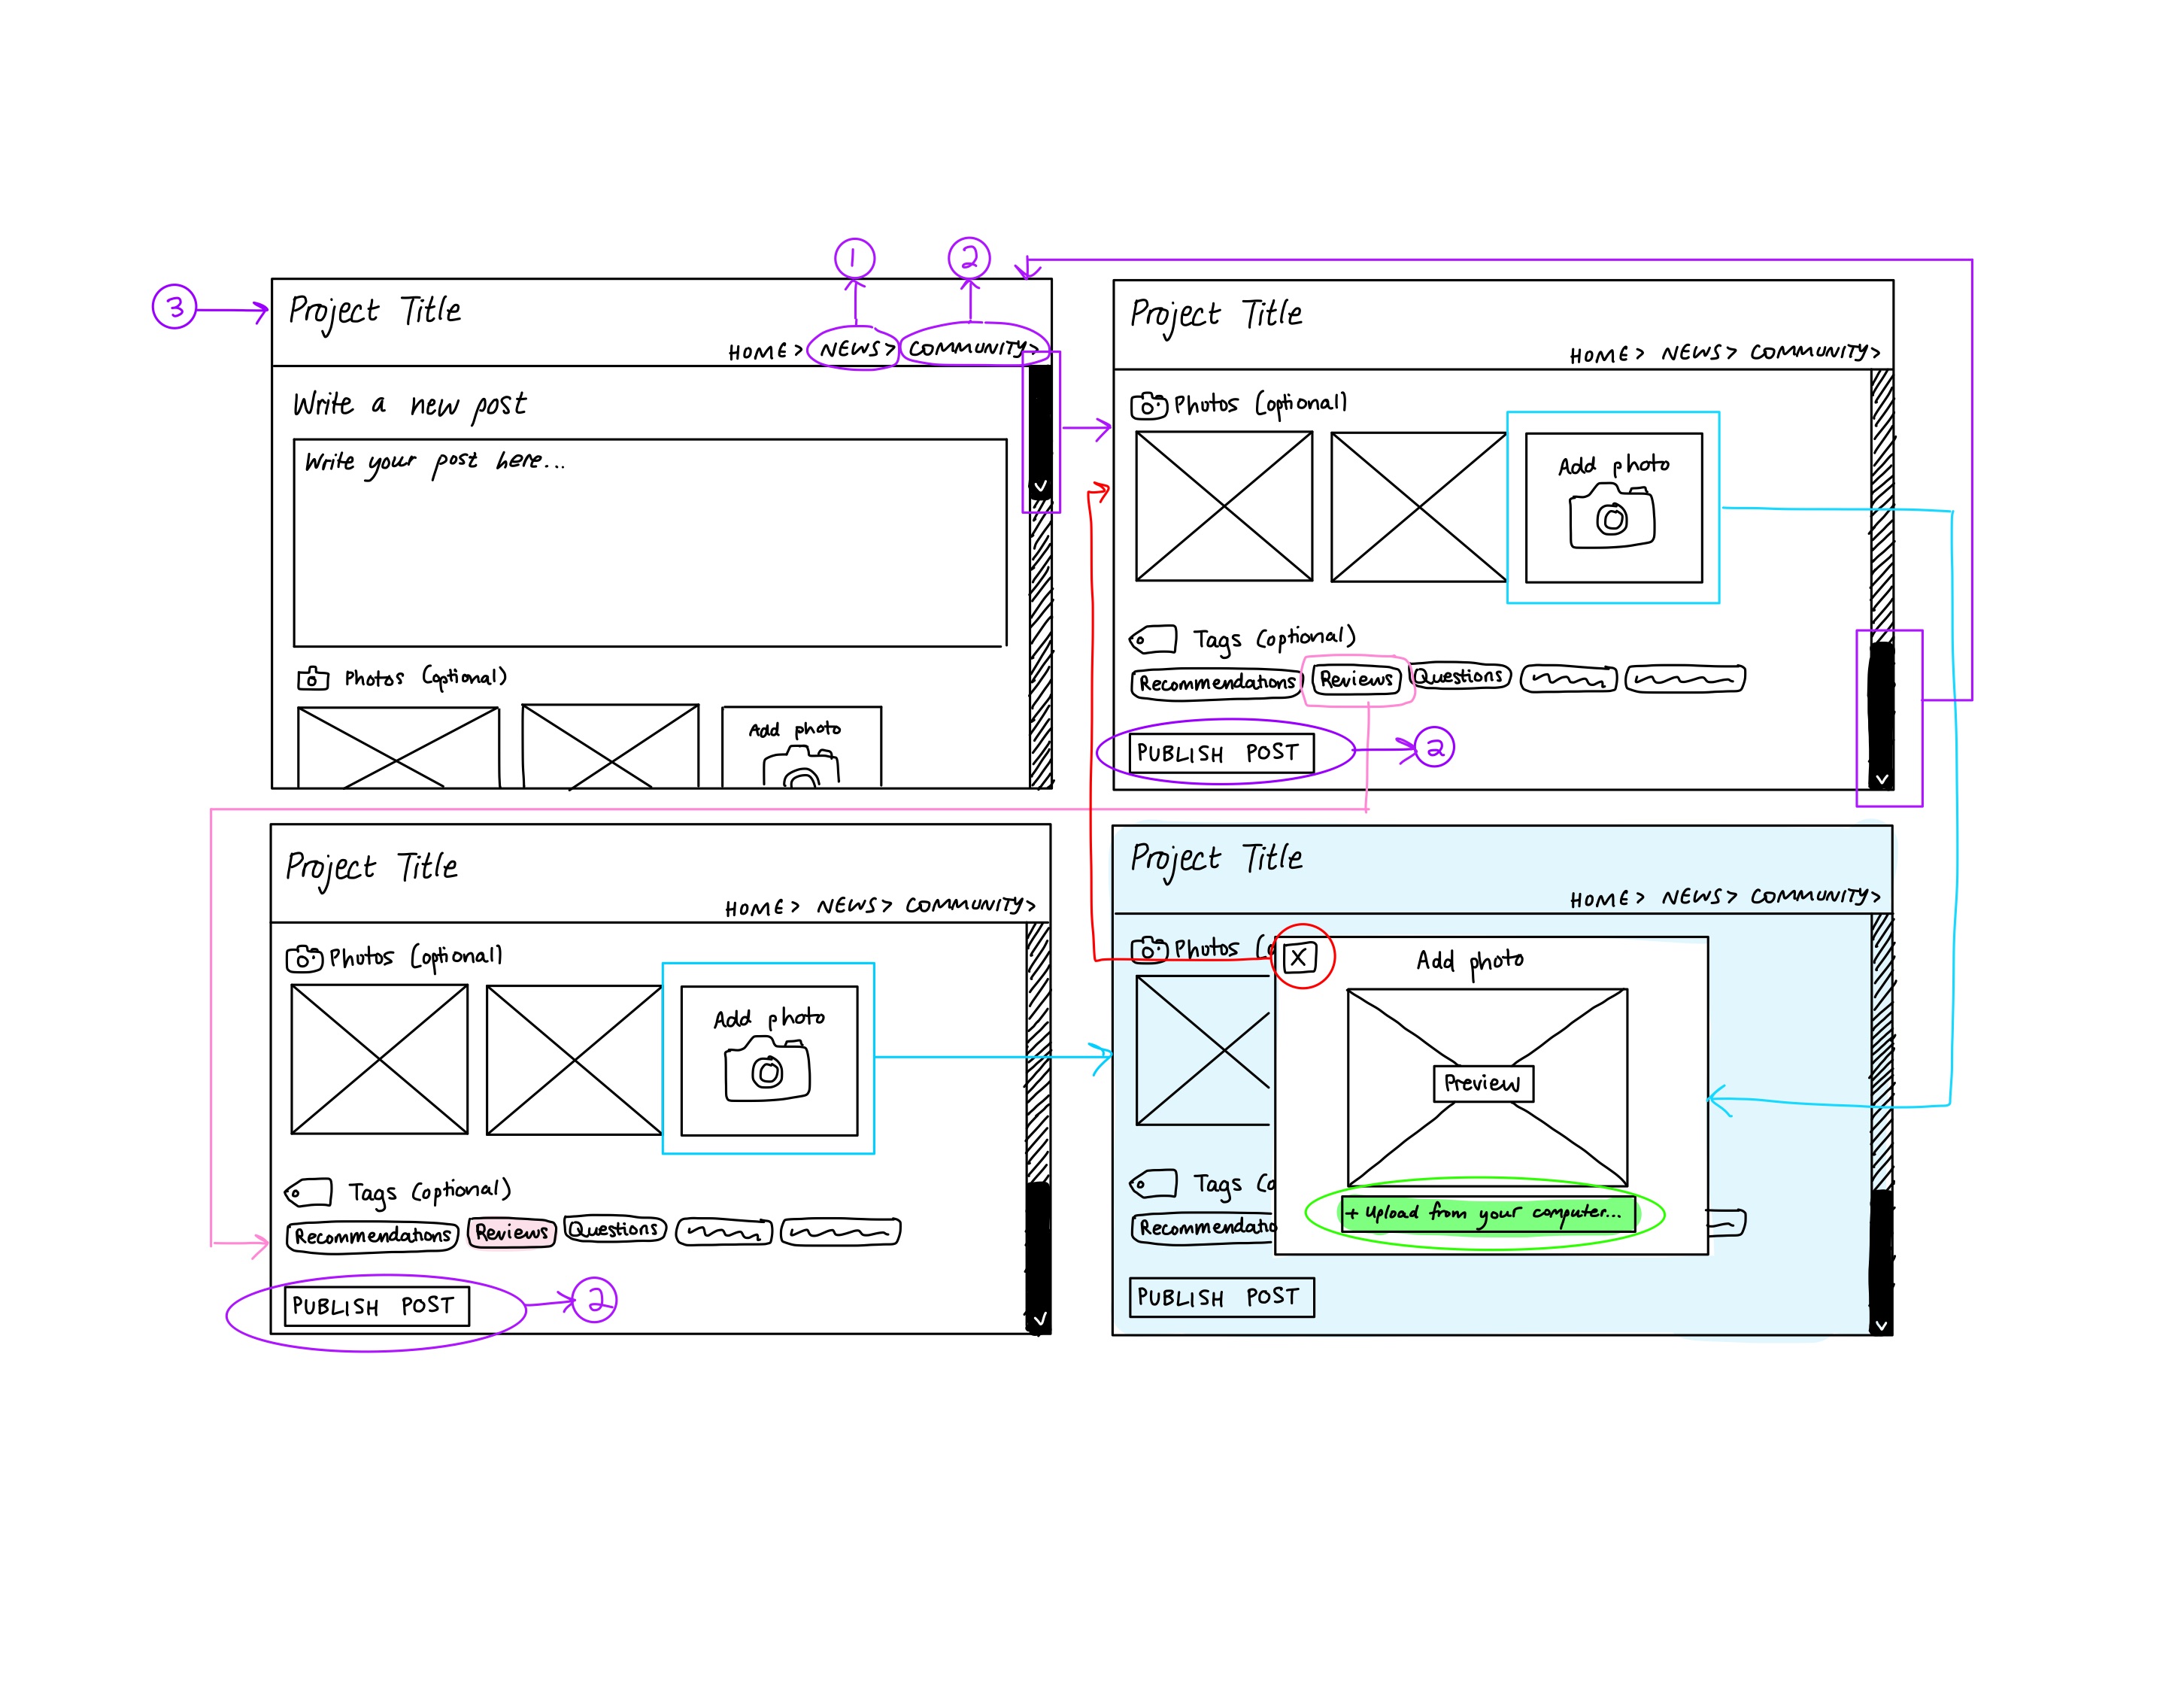 1
2
3
Project Title
HOME > NEWS > COMMUNITY >
Write a new post
Write your post here...
Photos (optional)
Add photo
Project Title
HOME > NEWS > COMMUNITY >
Photos (optional)
Add photo
Tags (optional)
Recommendations Reviews Questions
PUBLISH POST
2
Project Title
HOME > NEWS > COMMUNITY >
Photos (optional)
Add photo
Tags (optional)
Recommendations Reviews Questions
PUBLISH POST
2
Project Title
HOME > NEWS > COMMUNITY >
Photos (o
X
Add photo
Preview
Tags (o
+ Upload from your computer...
Recommendatio
PUBLISH POST